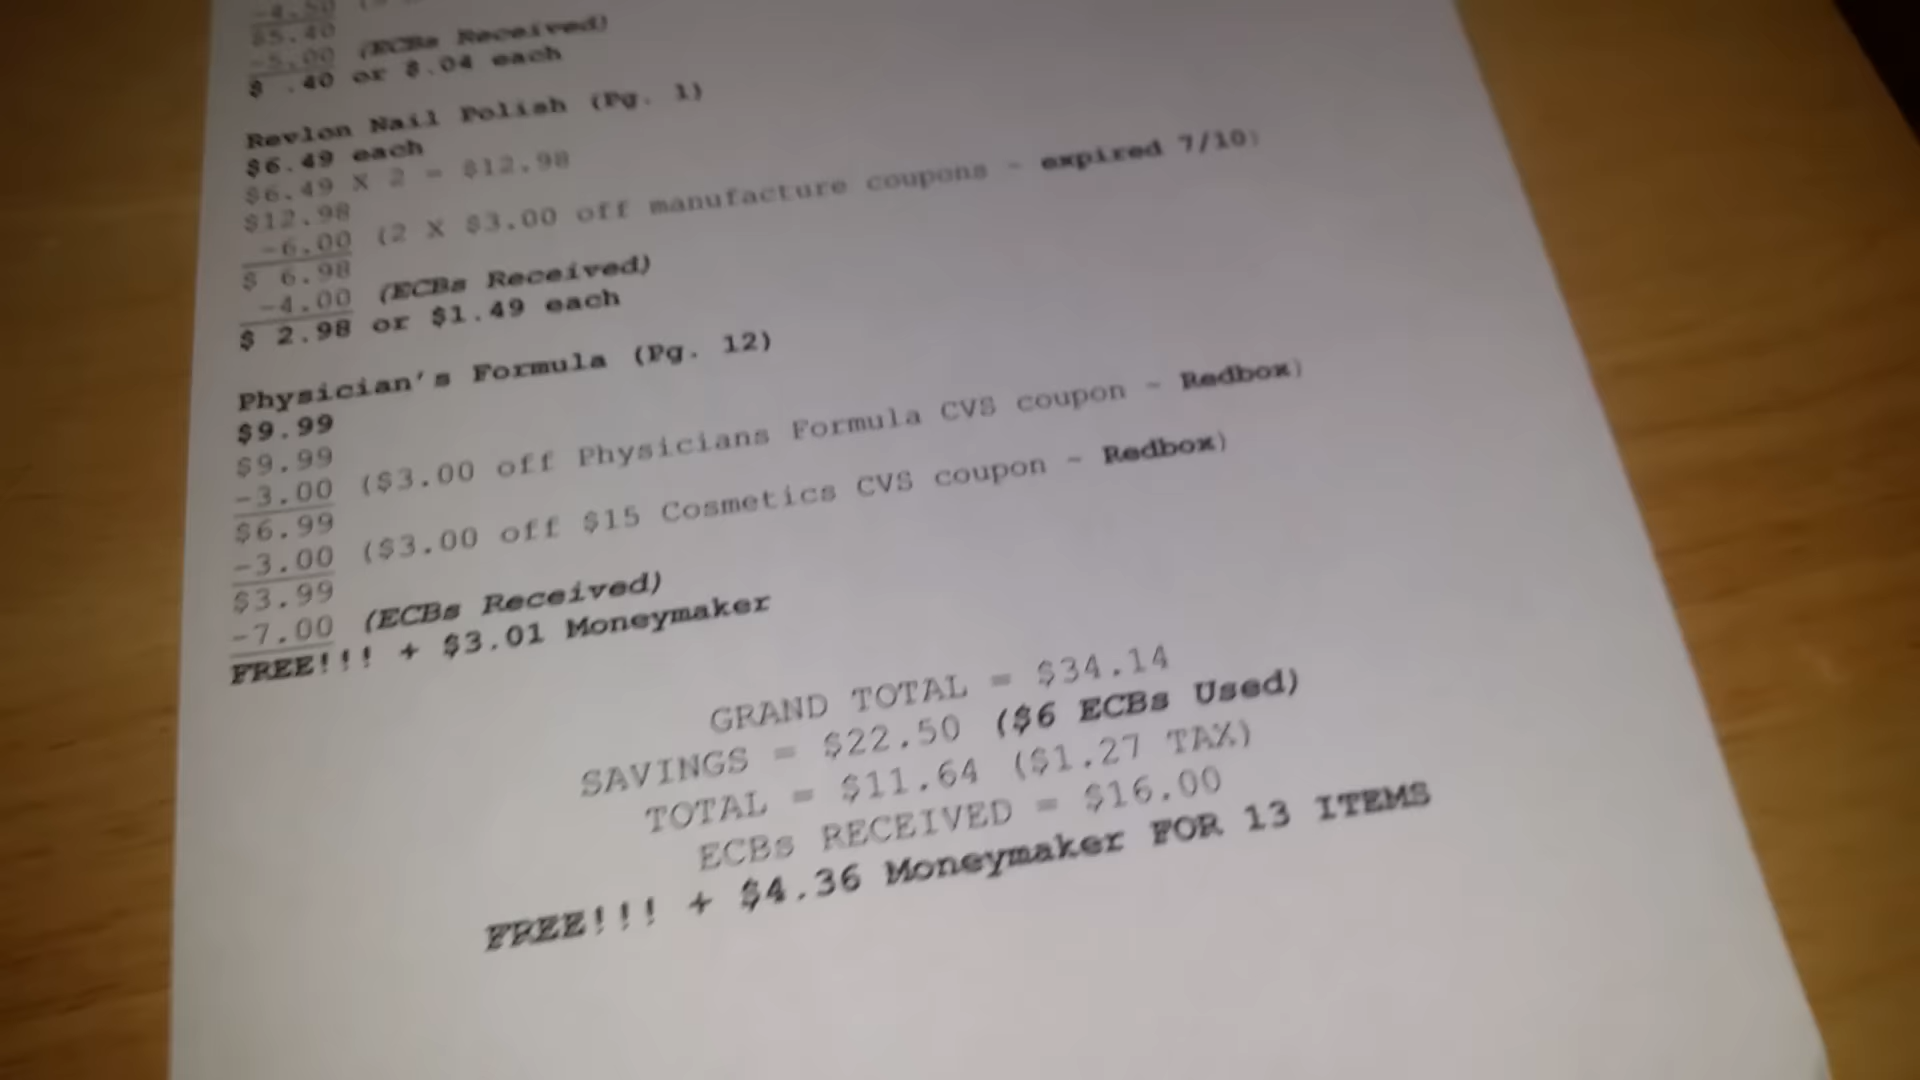 -4.50
$5.40
-5.00 (ECBs Received)
$ .40 or $.04 each
Revlon Nail Polish (Pg. 1)
$6.49 each
$6.49 X 2 = $12.98
$12.98
-6.00 (2 X $3.00 off manufacture coupons ~ expired 7/10)
$ 6.98
-4.00 (ECBs Received)
$ 2.98 or $1.49 each
Physician's Formula (Pg. 12)
$9.99
$9.99
-3.00 ($3.00 off Physicians Formula CVS coupon ~ Redbox)
$6.99
-3.00 ($3.00 off $15 Cosmetics CVS coupon ~ Redbox)
$3.99
-7.00 (ECBs Received)
FREE!!! + $3.01 Moneymaker
GRAND TOTAL = $34.14
SAVINGS = $22.50 ($6 ECBs Used)
TOTAL = $11.64 ($1.27 TAX)
ECBs RECEIVED = $16.00
FREE!!! + $4.36 Moneymaker FOR 13 ITEMS